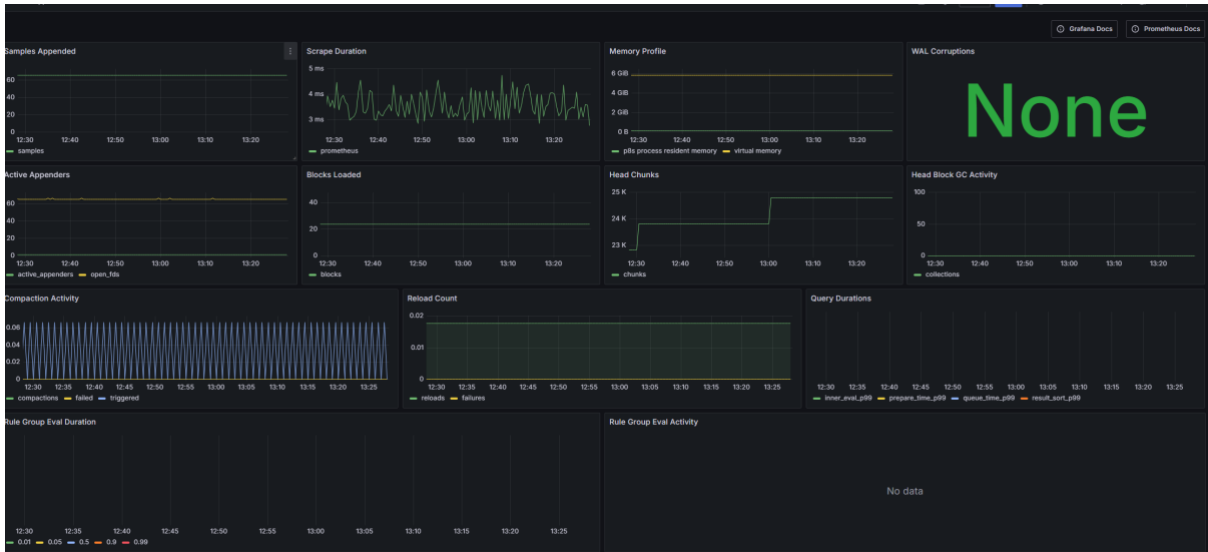 Grafana Docs Prometheus Docs
Samples Appended
60
40
20
0
12:30 12:40 12:50 13:00 13:10 13:20
samples
Scrape Duration
5 ms
4 ms
3 ms
12:30 12:40 12:50 13:00 13:10 13:20
prometheus
Memory Profile
6 GiB
4 GiB
2 GiB
0 B
12:30 12:40 12:50 13:00 13:10 13:20
p8s process resident memory virtual memory
WAL Corruptions
None
Active Appenders
60
40
20
0
12:30 12:40 12:50 13:00 13:10 13:20
active_appenders open_fds
Blocks Loaded
40
20
0
12:30 12:40 12:50 13:00 13:10 13:20
blocks
Head Chunks
25 K
24 K
23 K
12:30 12:40 12:50 13:00 13:10 13:20
chunks
Head Block GC Activity
100
50
0
12:30 12:40 12:50 13:00 13:10 13:20
collections
Compaction Activity
0.06
0.04
0.02
0
12:30 12:35 12:40 12:45 12:50 12:55 13:00 13:05 13:10 13:15 13:20 13:25
compactions failed triggered
Reload Count
0.02
0.01
0
12:30 12:35 12:40 12:45 12:50 12:55 13:00 13:05 13:10 13:15 13:20 13:25
reloads failures
Query Durations
12:30 12:35 12:40 12:45 12:50 12:55 13:00 13:05 13:10 13:15 13:20 13:25
inner_eval_p99 prepare_time_p99 queue_time_p99 result_sort_p99
Rule Group Eval Duration
12:30 12:35 12:40 12:45 12:50 12:55 13:00 13:05 13:10 13:15 13:20 13:25
0.01 0.05 0.5 0.9 0.99
Rule Group Eval Activity
No data